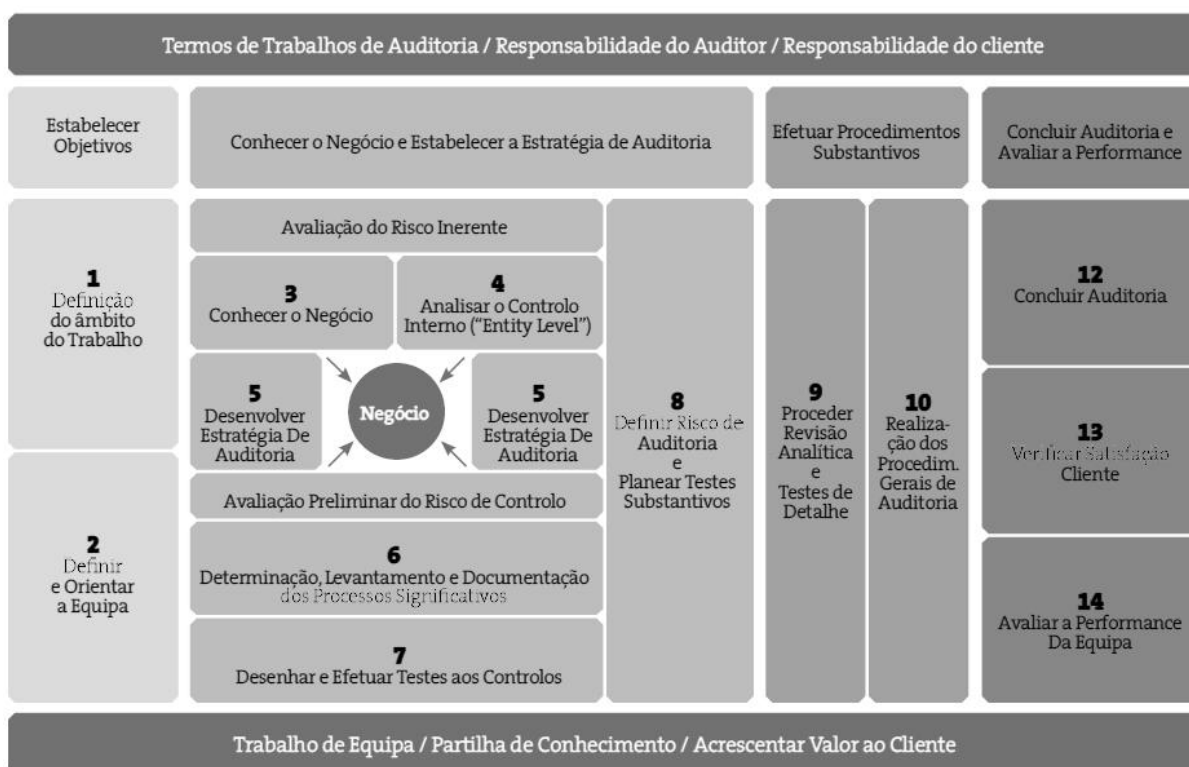 Termos de Trabalhos de Auditoria / Responsabilidade do Auditor / Responsabilidade do cliente
Estabelecer
Objetivos
Conhecer o Negócio e Estabelecer a Estratégia de Auditoria
Efetuar Procedimentos
Substantivos
Concluir Auditoria e
Avaliar a Performance
1
Definição
do âmbito
do Trabalho
2
Definir
e Orientar
a Equipa
Avaliação do Risco Inerente
3
Conhecer o Negócio
4
Analisar o Controlo
Interno (“Entity Level”)
5
Desenvolver
Estratégia De
Auditoria
Negócio
5
Desenvolver
Estratégia De
Auditoria
Avaliação Preliminar do Risco de Controlo
6
Determinação, Levantamento e Documentação
dos Processos Significativos
7
Desenhar e Efetuar Testes aos Controlos
8
Definir Risco de
Auditoria
e
Planear Testes
Substantivos
9
Proceder
Revisão
Analítica
e
Testes de
Detalhe
10
Realiza-
ção dos
Procedim.
Gerais de
Auditoria
12
Concluir Auditoria
13
Verificar Satisfação
Cliente
14
Avaliar a Performance
Da Equipa
Trabalho de Equipa / Partilha de Conhecimento / Acrescentar Valor ao Cliente